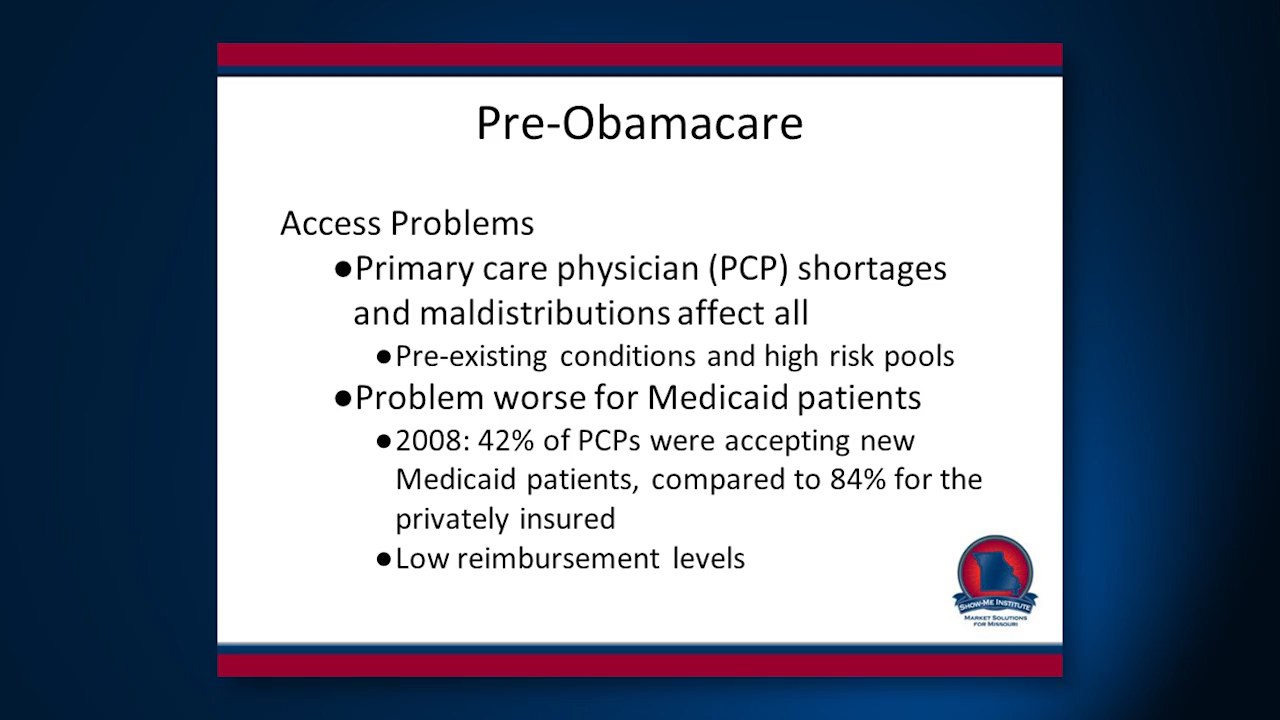 Pre-Obamacare
Access Problems
●Primary care physician (PCP) shortages
and maldistributions affect all
●Pre-existing conditions and high risk pools
●Problem worse for Medicaid patients
●2008: 42% of PCPs were accepting new
Medicaid patients, compared to 84% for the
privately insured
●Low reimbursement levels
SHOW-ME INSTITUTE
MARKET SOLUTIONS
FOR MISSOURI